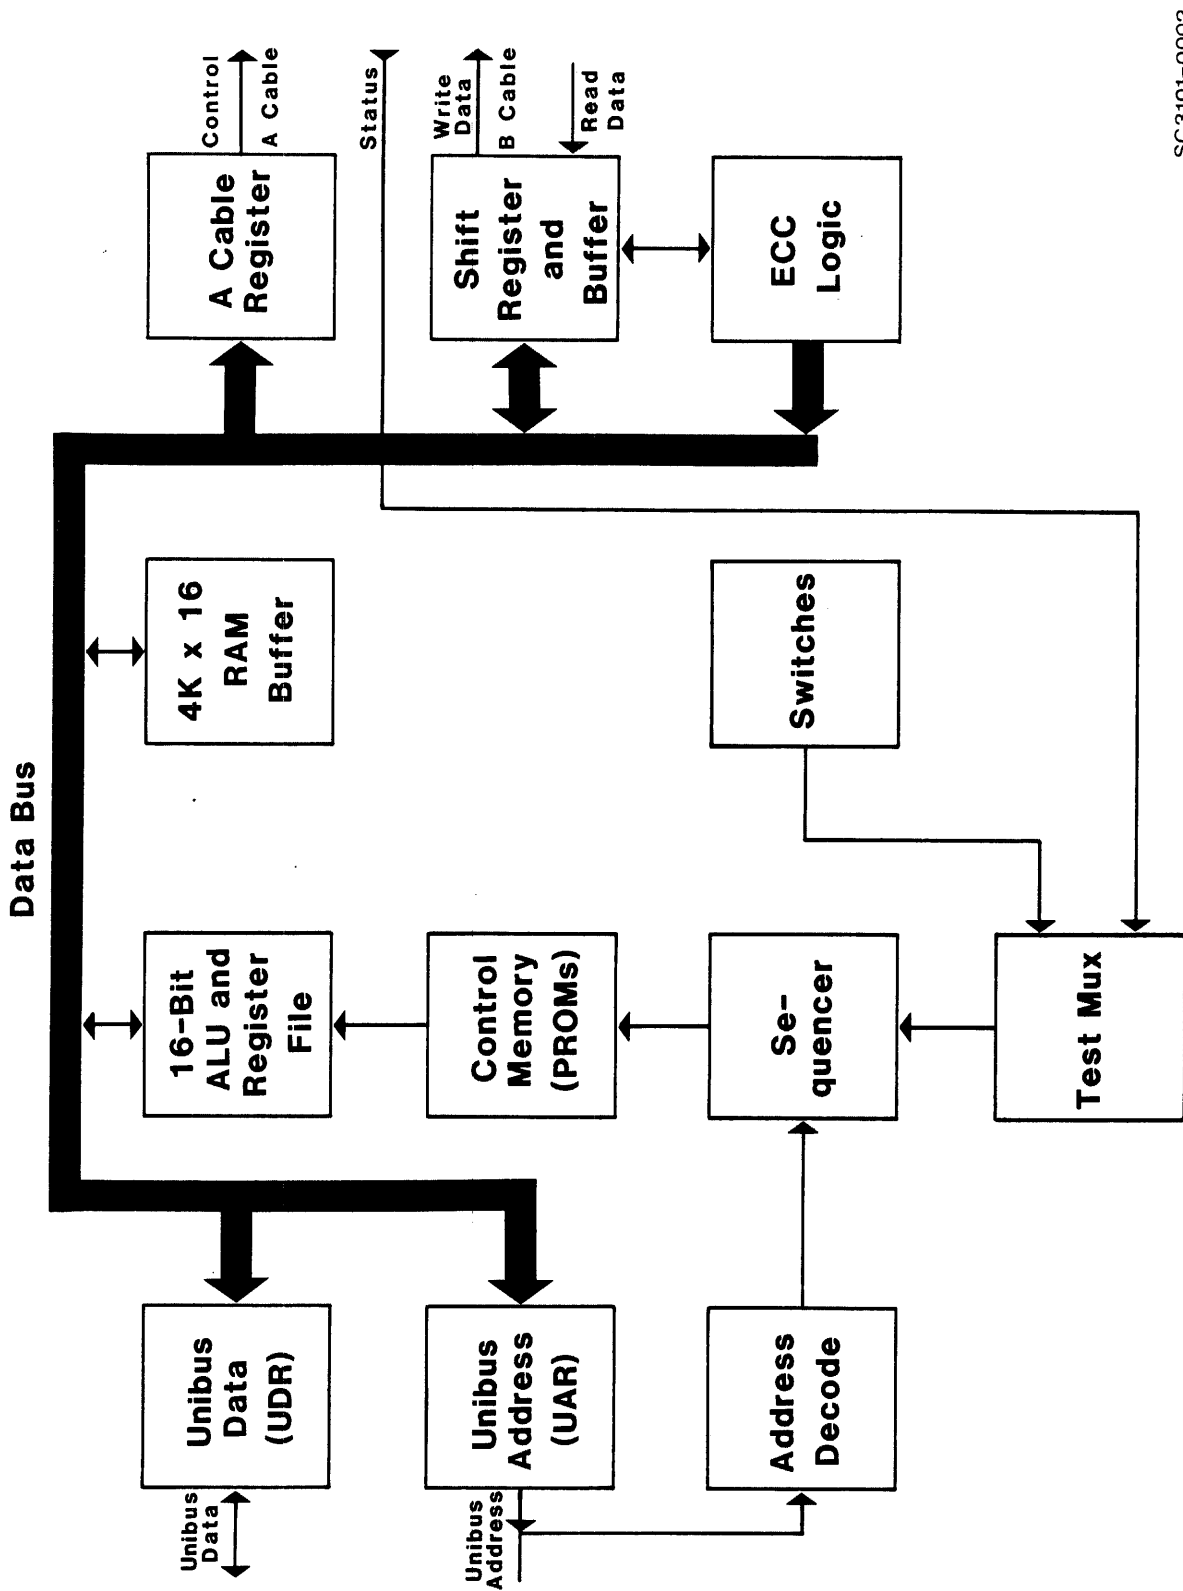 Data Bus
Unibus
Data
Unibus
Data
(UDR)
16-Bit
ALU and
Register
File
4K x 16
RAM
Buffer
A Cable
Register
Control
A Cable
Status
Unibus
Address
Unibus
Address
(UAR)
Control
Memory
(PROMs)
Shift
Register
and
Buffer
Write
Data
B Cable
Read
Data
Address
Decode
Se-
quencer
Switches
ECC
Logic
Test Mux